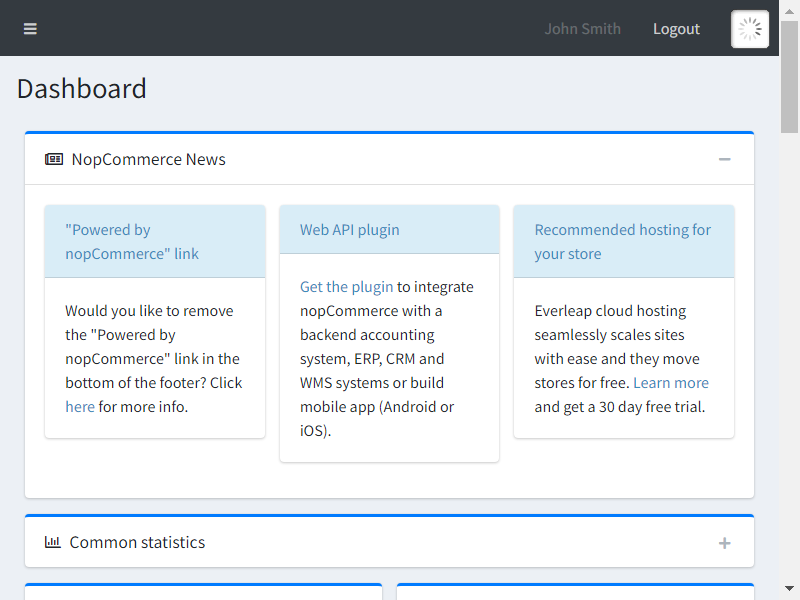 John Smith
Logout
Dashboard
NopCommerce News
"Powered by
nopCommerce" link
Would you like to remove
the "Powered by
nopCommerce" link in the
bottom of the footer? Click
here for more info.
Web API plugin
Get the plugin to integrate
nopCommerce with a
backend accounting
system, ERP, CRM and
WMS systems or build
mobile app (Android or
iOS).
Recommended hosting for
your store
Everleap cloud hosting
seamlessly scales sites
with ease and they move
stores for free. Learn more
and get a 30 day free trial.
Common statistics